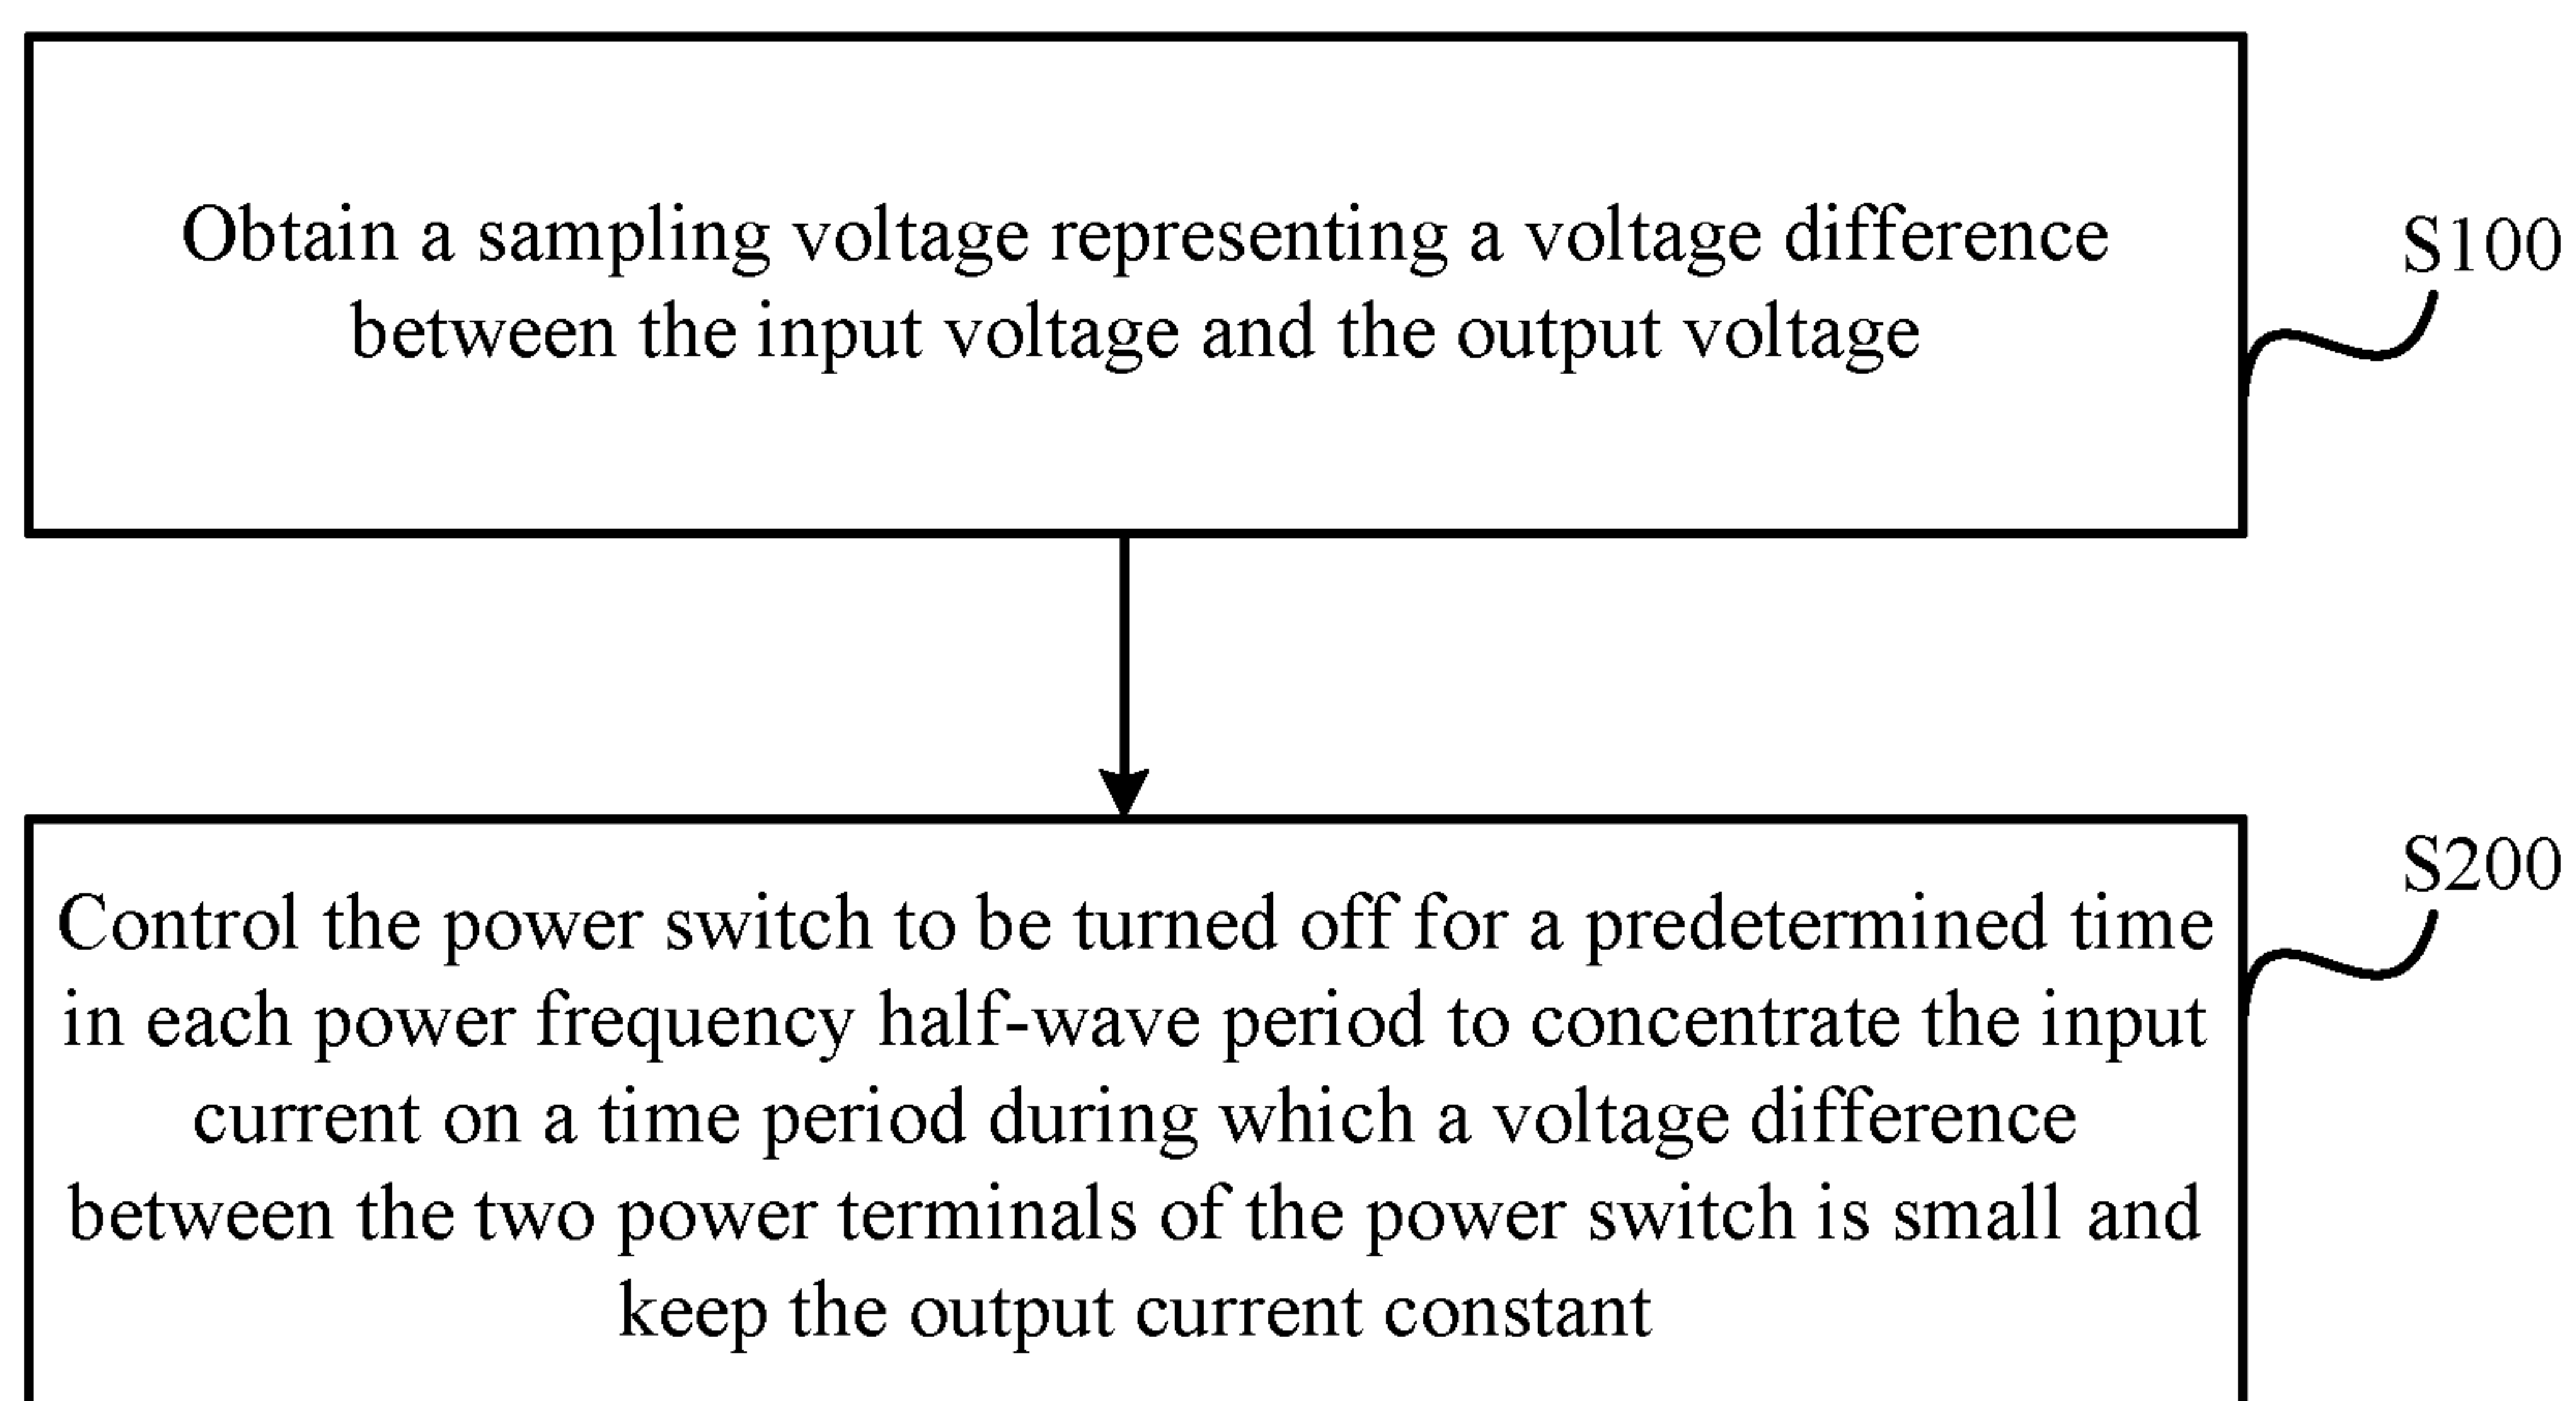 Obtain a sampling voltage representing a voltage difference
between the input voltage and the output voltage
S100
Control the power switch to be turned off for a predetermined time
in each power frequency half-wave period to concentrate the input
current on a time period during which a voltage difference
between the two power terminals of the power switch is small and
keep the output current constant
S200